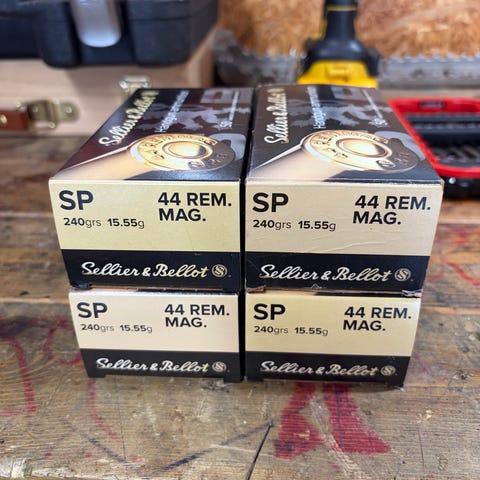 Sellier & Bellot
Handgun ammunition
SP
44 REM.
MAG.
240grs 15.55g
Sellier & Bellot S
Sellier & Bellot
SP
44 REM.
MAG.
240grs 15.55g
Sellier & Bellot S
SP
44 REM.
MAG.
240grs 15.55g
Sellier & Bellot S
SP
44 REM.
MAG.
240grs 15.55g
Sellier & Bellot S